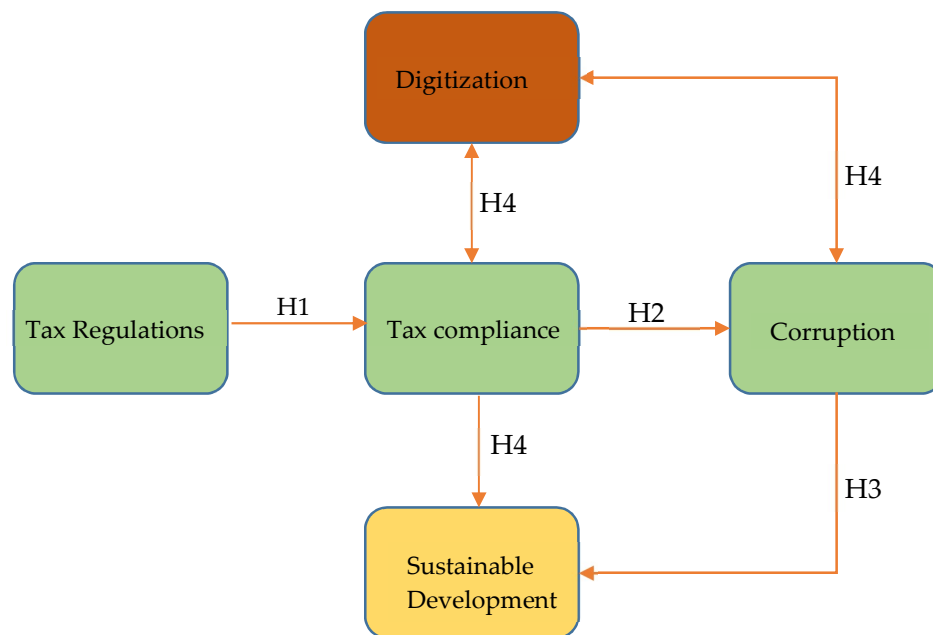 Digitization
H4
H4
Tax Regulations
H1
Tax compliance
H2
Corruption
H4
H3
Sustainable
Development